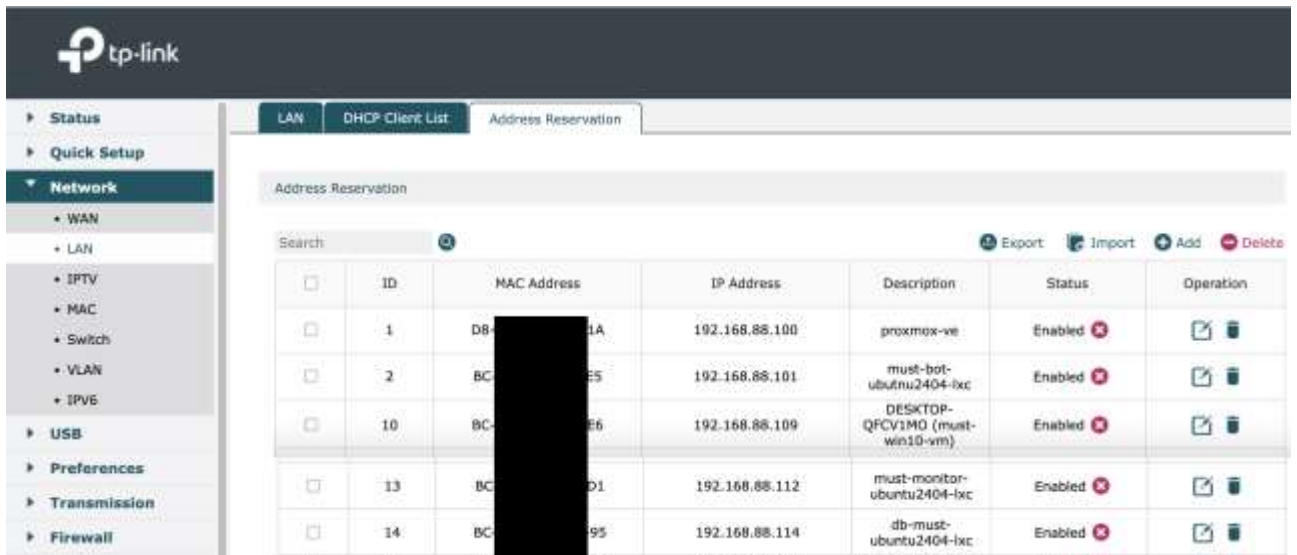 tp-link
Status
Quick Setup
Network
WAN
LAN
IPTV
MAC
Switch
VLAN
IPV6
USB
Preferences
Transmission
Firewall
LAN
DHCP Client List
Address Reservation
Address Reservation
Search
Export
Import
Add
Delete
ID
MAC Address
IP Address
Description
Status
Operation
1
D8- 1A
192.168.88.100
proxmox-ve
Enabled
2
BC- E5
192.168.88.101
must-bot-
ubutnu2404-lxc
Enabled
10
BC- E6
192.168.88.109
DESKTOP-
QFCV1MO (must-
win10-vm)
Enabled
13
BC D1
192.168.88.112
must-monitor-
ubuntu2404-lxc
Enabled
14
BC- -95
192.168.88.114
db-must-
ubuntu2404-lxc
Enabled